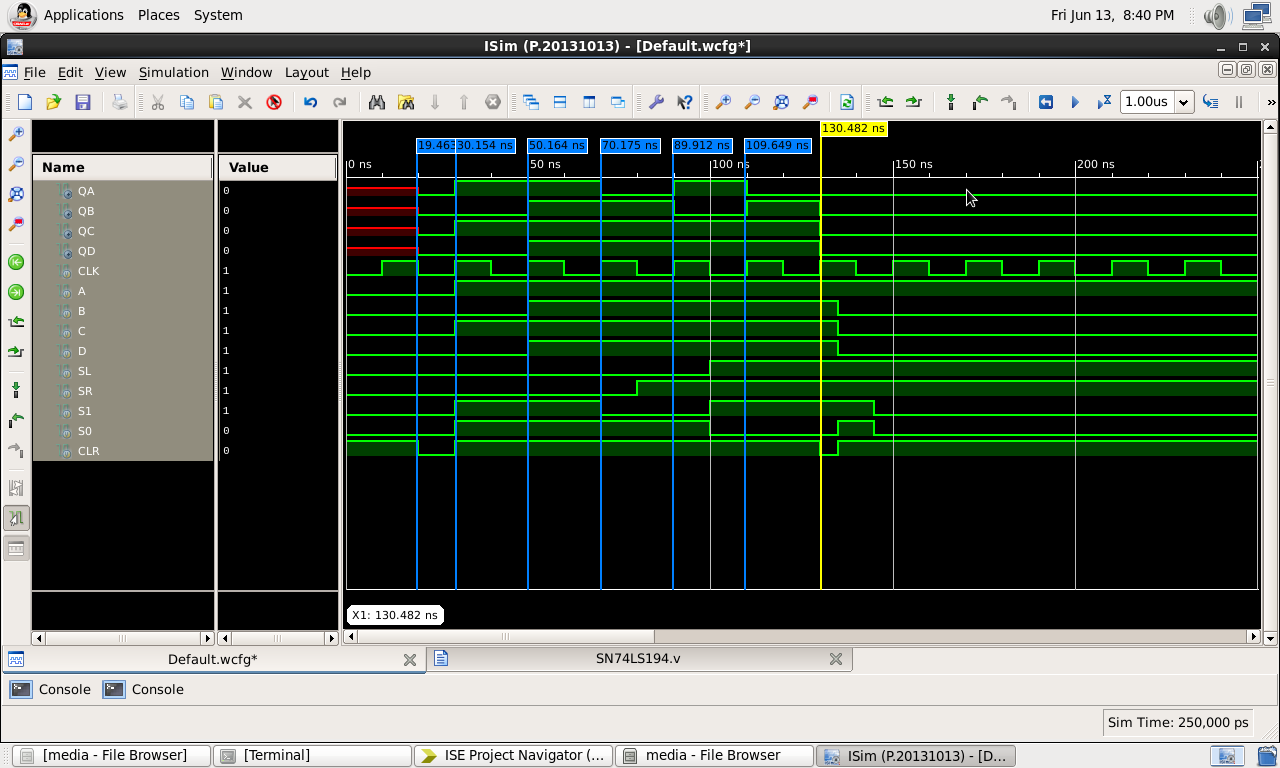 Applications Places System Fri Jun 13, 8:40 PM
ISim (P.20131013) - [Default.wcfg*]
File Edit View Simulation Window Layout Help
1.00us »
130.482 ns
19.463 30.154 ns 50.164 ns 70.175 ns 89.912 ns 109.649 ns
Name Value 0 ns 50 ns 100 ns 150 ns 200 ns
QA 0
QB 0
QC 0
QD 0
CLK 1
A 1
B 1
C 1
D 1
SL 1
SR 1
S1 1
S0 0
CLR 0
X1: 130.482 ns
Default.wcfg* SN74LS194.v
Console Console
Sim Time: 250,000 ps
[media - File Browser] [Terminal] ISE Project Navigator (... media - File Browser ISim (P.20131013) - [D...